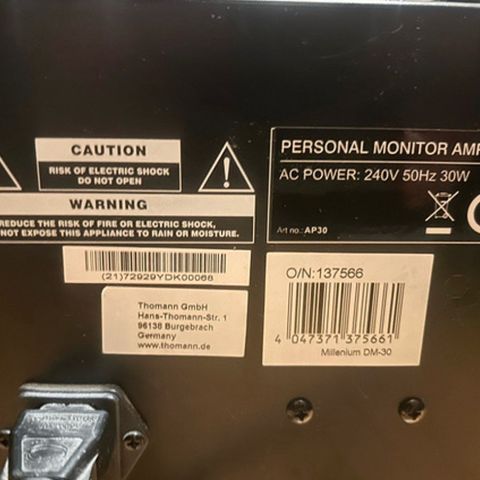 CAUTION
RISK OF ELECTRIC SHOCK
DO NOT OPEN
WARNING
REDUCE THE RISK OF FIRE OR ELECTRIC SHOCK,
NOT EXPOSE THIS APPLIANCE TO RAIN OR MOISTURE.
PERSONAL MONITOR AMP
AC POWER: 240V 50Hz 30W
Art no.: AP30
(21)72929YDK00068
Thomann GmbH
Hans-Thomann-Str. 1
96138 Burgebrach
Germany
www.thomann.de
O/N:137566
4 047371 375661
Millenium DM-30